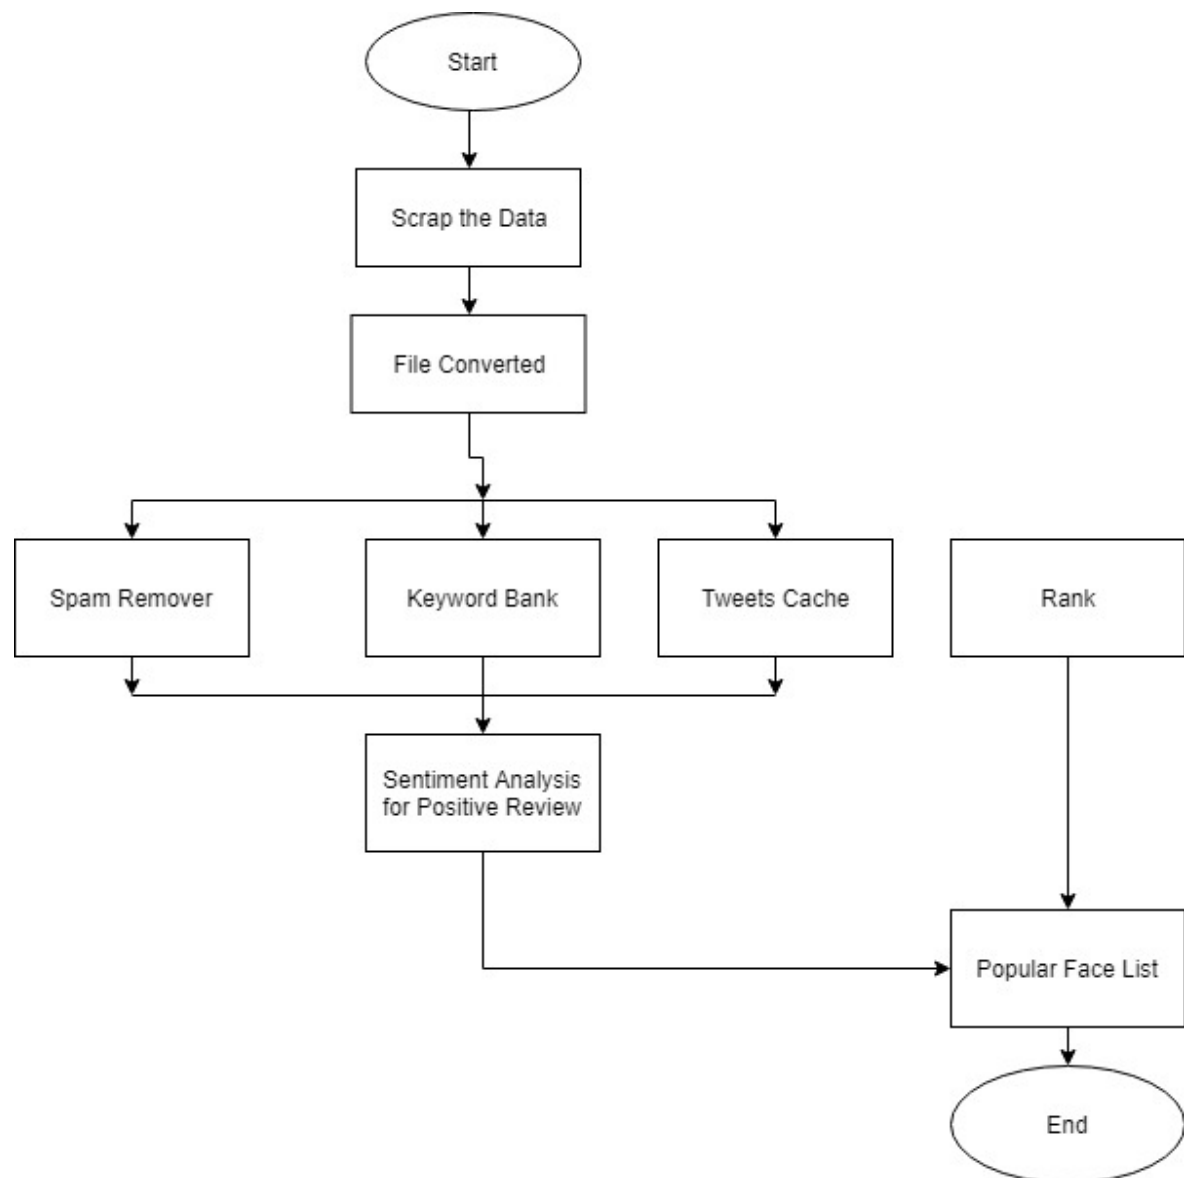 Start
Scrap the Data
File Converted
Spam Remover
Keyword Bank
Tweets Cache
Rank
Sentiment Analysis
for Positive Review
Popular Face List
End